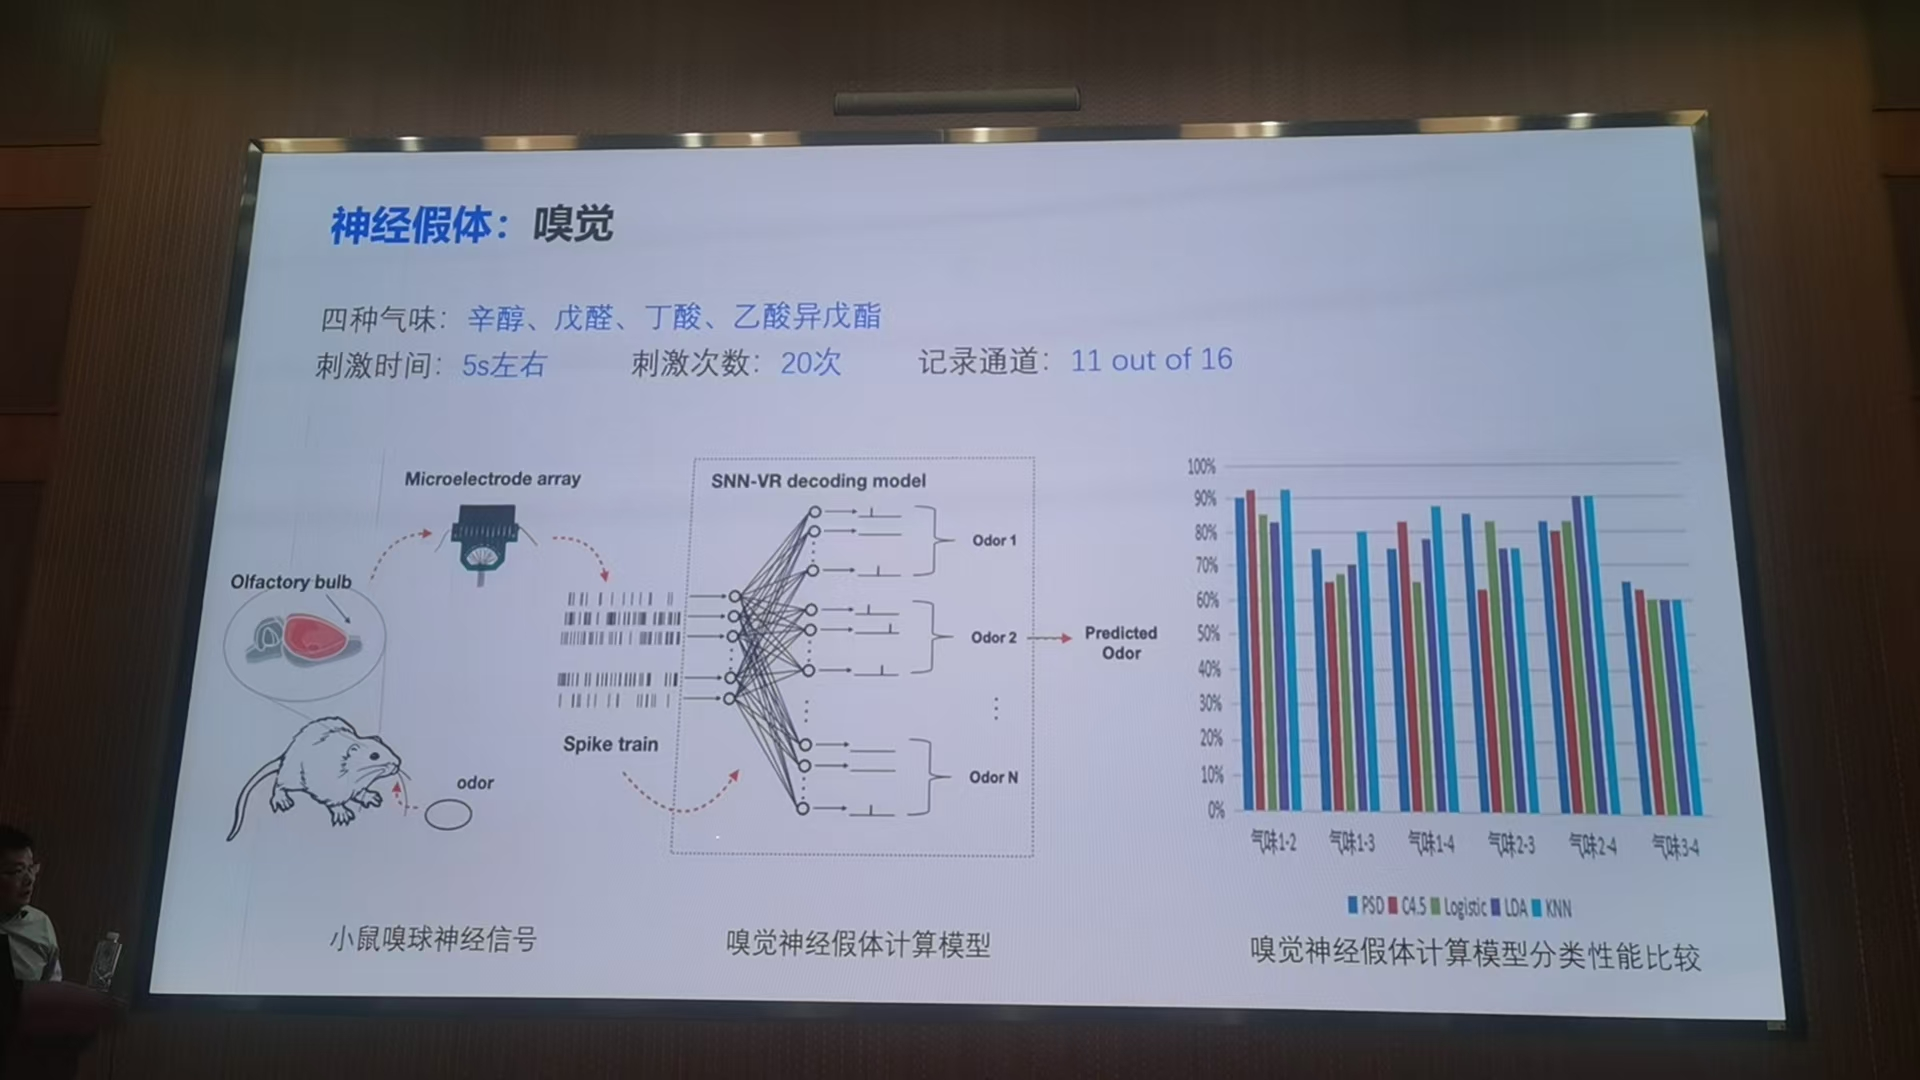 神经假体：嗅觉
四种气味：辛醇、戊醛、丁酸、乙酸异戊酯
刺激时间：5s左右 刺激次数：20次 记录通道：11 out of 16
Microelectrode array
Olfactory bulb
odor
Spike train
SNN-VR decoding model
Odor 1
Odor 2
Odor N
Predicted
Odor
100%
90%
80%
70%
60%
50%
40%
30%
20%
10%
0%
气味1-2 气味1-3 气味1-4 气味2-3 气味2-4 气味3-4
PSD C4.5 Logistic LDA KNN
小鼠嗅球神经信号
嗅觉神经假体计算模型
嗅觉神经假体计算模型分类性能比较